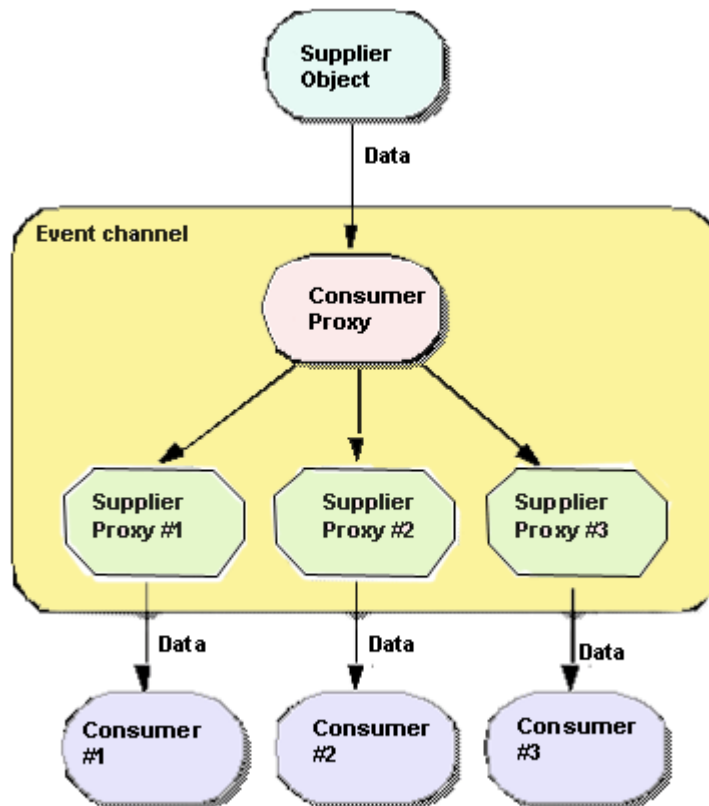 Supplier
Object
Data
Event channel
Consumer
Proxy
Supplier
Proxy #1
Supplier
Proxy #2
Supplier
Proxy #3
Data
Data
Data
Consumer
#1
Consumer
#2
Consumer
#3